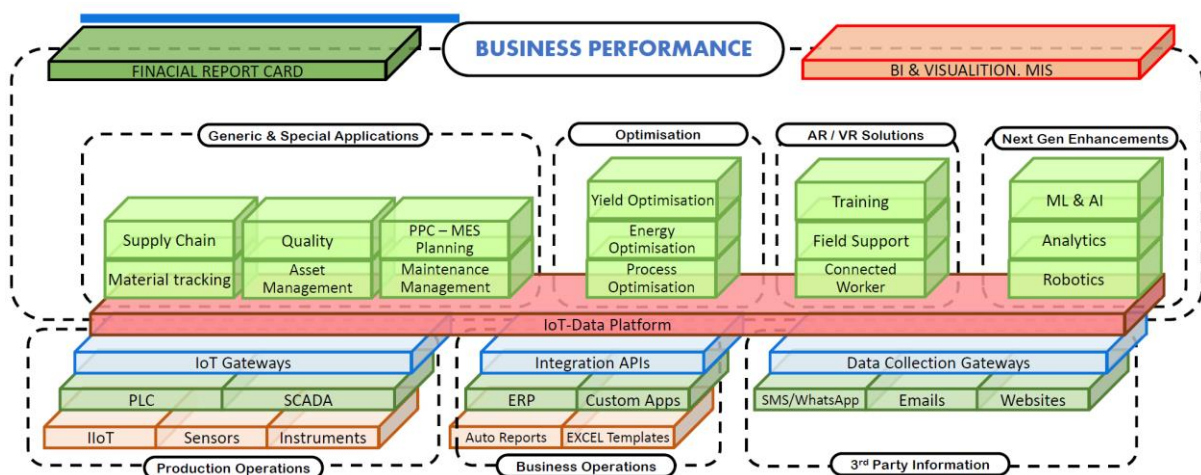 BUSINESS PERFORMANCE
FINACIAL REPORT CARD
BI & VISUALITION. MIS
Generic & Special Applications
Optimisation
AR / VR Solutions
Next Gen Enhancements
Supply Chain
Quality
PPC – MES
Planning
Material tracking
Asset
Management
Maintenance
Management
Yield Optimisation
Energy
Optimisation
Process
Optimisation
Training
Field Support
Connected
Worker
ML & AI
Analytics
Robotics
IoT-Data Platform
IoT Gateways
Integration APIs
Data Collection Gateways
PLC
SCADA
ERP
Custom Apps
SMS/WhatsApp
Emails
Websites
IIoT
Sensors
Instruments
Auto Reports
EXCEL Templates
Production Operations
Business Operations
3rd Party Information